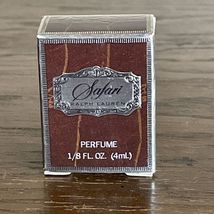 Safari
RALPH LAUREN
PERFUME
1/8 FL. OZ. (4mL)